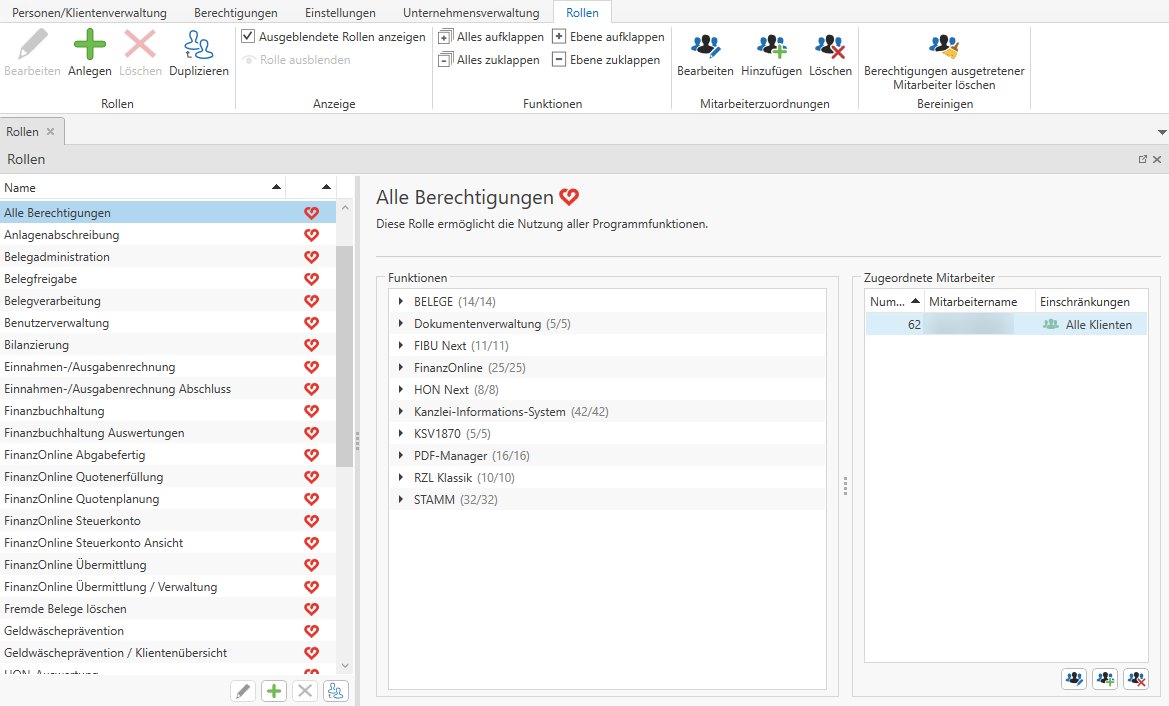 Personen/Klientenverwaltung Berechtigungen Einstellungen Unternehmensverwaltung Rollen
Bearbeiten Anlegen Löschen Duplizieren
Rollen
Ausgeblendete Rollen anzeigen
Rolle ausblenden
Anzeige
Alles aufklappen Ebene aufklappen
Alles zuklappen Ebene zuklappen
Funktionen
Bearbeiten Hinzufügen Löschen
Mitarbeiterzuordnungen
Berechtigungen ausgetretener
Mitarbeiter löschen
Bereinigen
Rollen
Rollen
Name
Alle Berechtigungen
Anlagenabschreibung
Belegadministration
Belegfreigabe
Belegverarbeitung
Benutzerverwaltung
Bilanzierung
Einnahmen-/Ausgabenrechnung
Einnahmen-/Ausgabenrechnung Abschluss
Finanzbuchhaltung
Finanzbuchhaltung Auswertungen
FinanzOnline Abgabefertig
FinanzOnline Quotenerfüllung
FinanzOnline Quotenplanung
FinanzOnline Steuerkonto
FinanzOnline Steuerkonto Ansicht
FinanzOnline Übermittlung
FinanzOnline Übermittlung / Verwaltung
Fremde Belege löschen
Geldwäscheprävention
Geldwäscheprävention / Klientenübersicht
HON-Auswertung
Alle Berechtigungen
Diese Rolle ermöglicht die Nutzung aller Programmfunktionen.
Funktionen
BELEGE (14/14)
Dokumentenverwaltung (5/5)
FIBU Next (11/11)
FinanzOnline (25/25)
HON Next (8/8)
Kanzlei-Informations-System (42/42)
KSV1870 (5/5)
PDF-Manager (16/16)
RZL Klassik (10/10)
STAMM (32/32)
Zugeordnete Mitarbeiter
Num... Mitarbeitername Einschränkungen
62 Alle Klienten